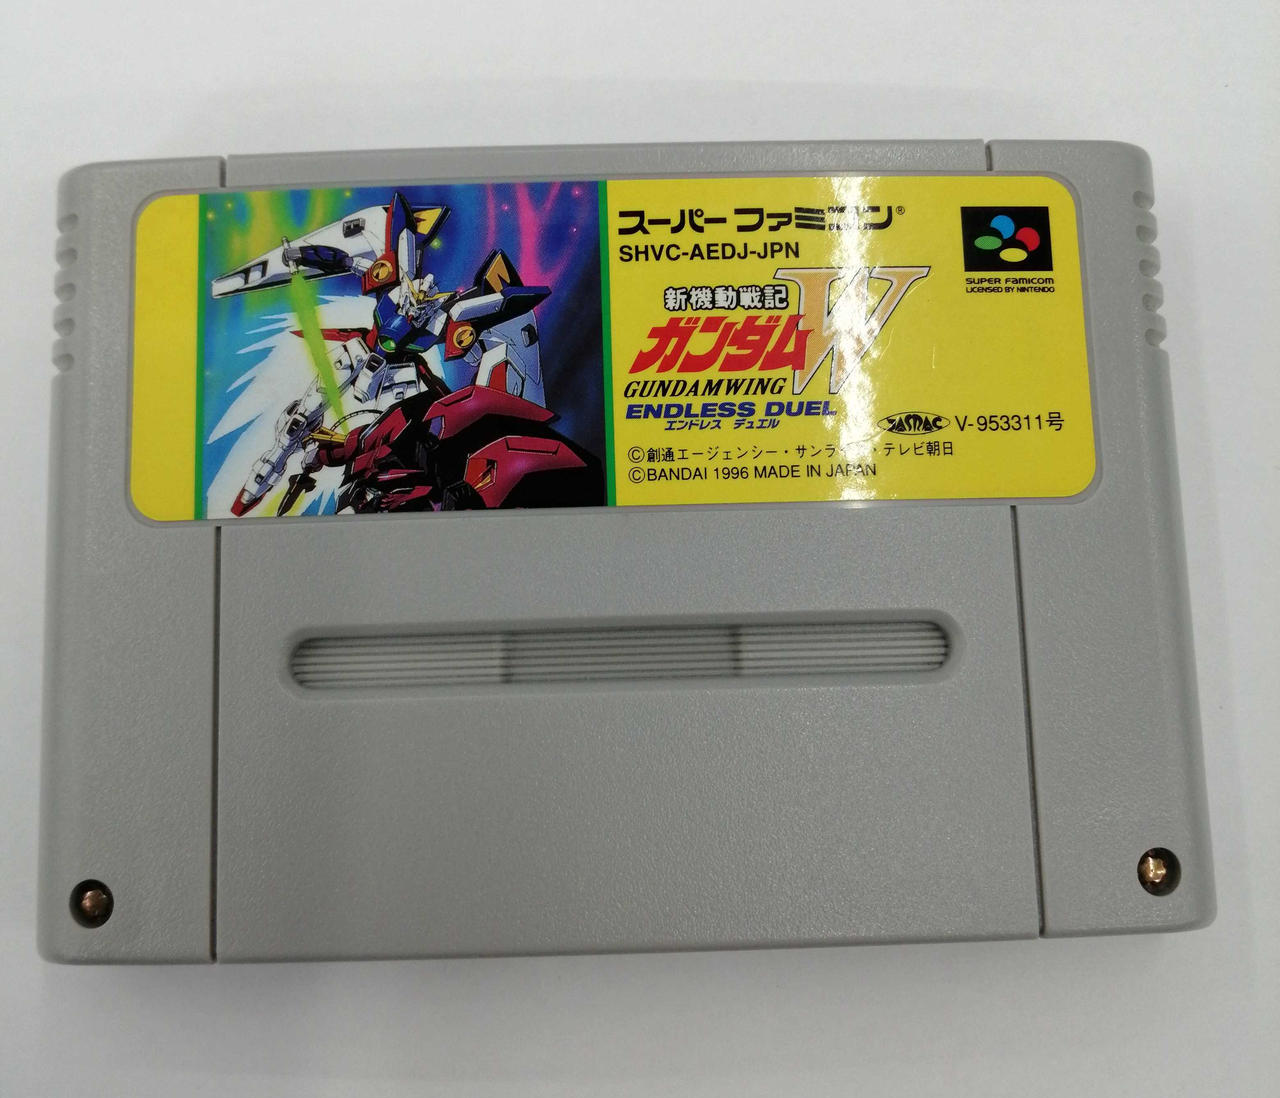 スーパーファミコン®
SHVC-AEDJ-JPN
SUPER FAMICOM
LICENSED BY NINTENDO
新機動戦記
ガンダムW
GUNDAMWING
ENDLESS DUEL
エンドレス デュエル
JASRAC V-953311号
©創通エージェンシー・サンライズ・テレビ朝日
©BANDAI 1996 MADE IN JAPAN